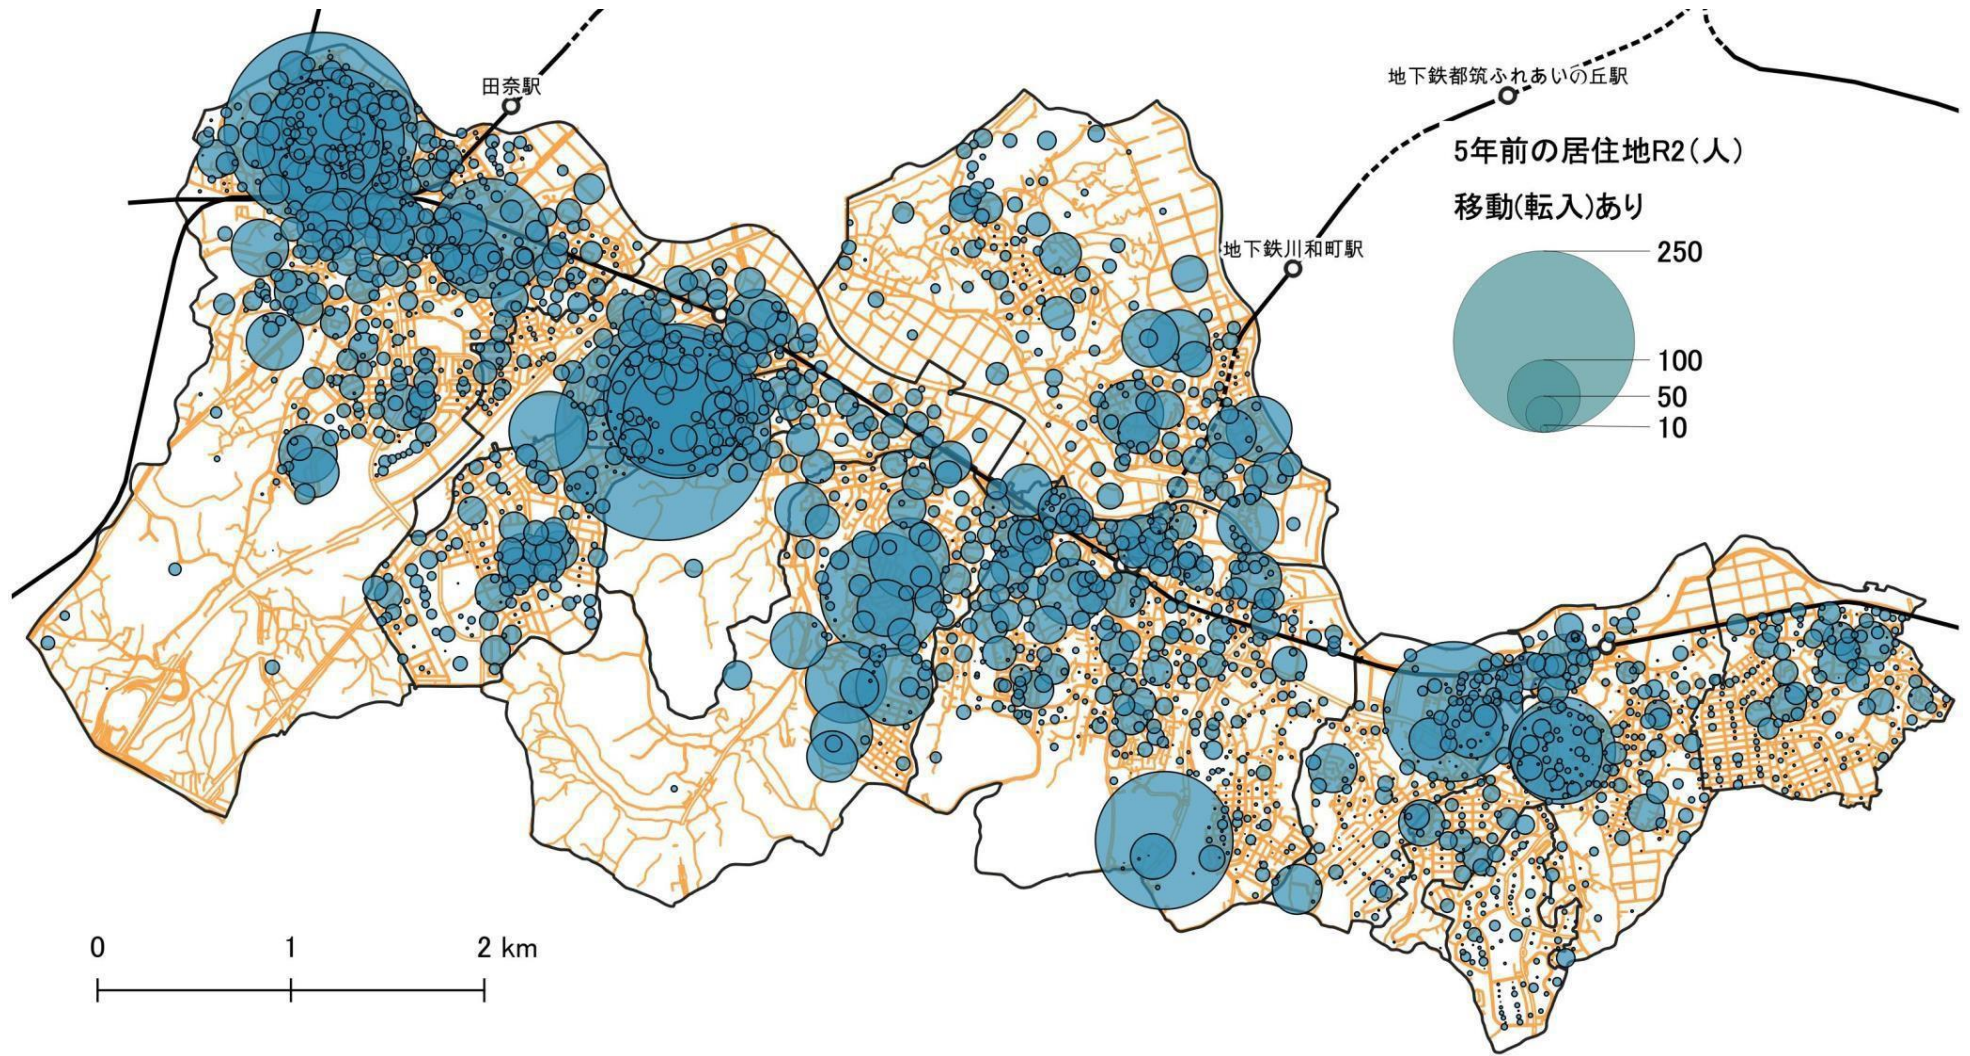 地下鉄都筑ふれあいの丘駅
田奈駅
5年前の居住地R2(人)
移動(転入)あり
地下鉄川和町駅
250
100
50
10
0 1 2 km